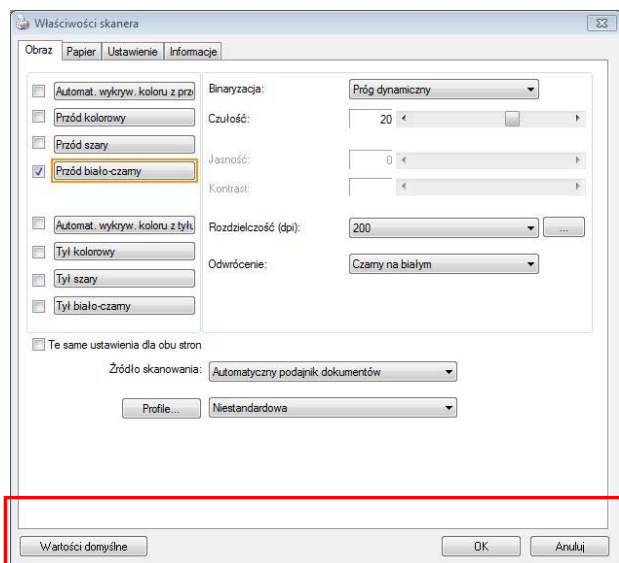 Właściwości skanera
Obraz Papier Ustawienie Informacje
Automat. wykryw. koloru z prz
Przód kolorowy
Przód szary
Przód biało-czarny
Automat. wykryw. koloru z tyłu
Tył kolorowy
Tył szary
Tył biało-czarny
Binaryzacja: Próg dynamiczny
Czułość: 20
Jasność: 0
Kontrast:
Rozdzielczość (dpi): 200 ...
Odwrócenie: Czarny na białym
Te same ustawienia dla obu stron
Źródło skanowania: Automatyczny podajnik dokumentów
Profile... Niestandardowa
Wartości domyślne OK Anuluj